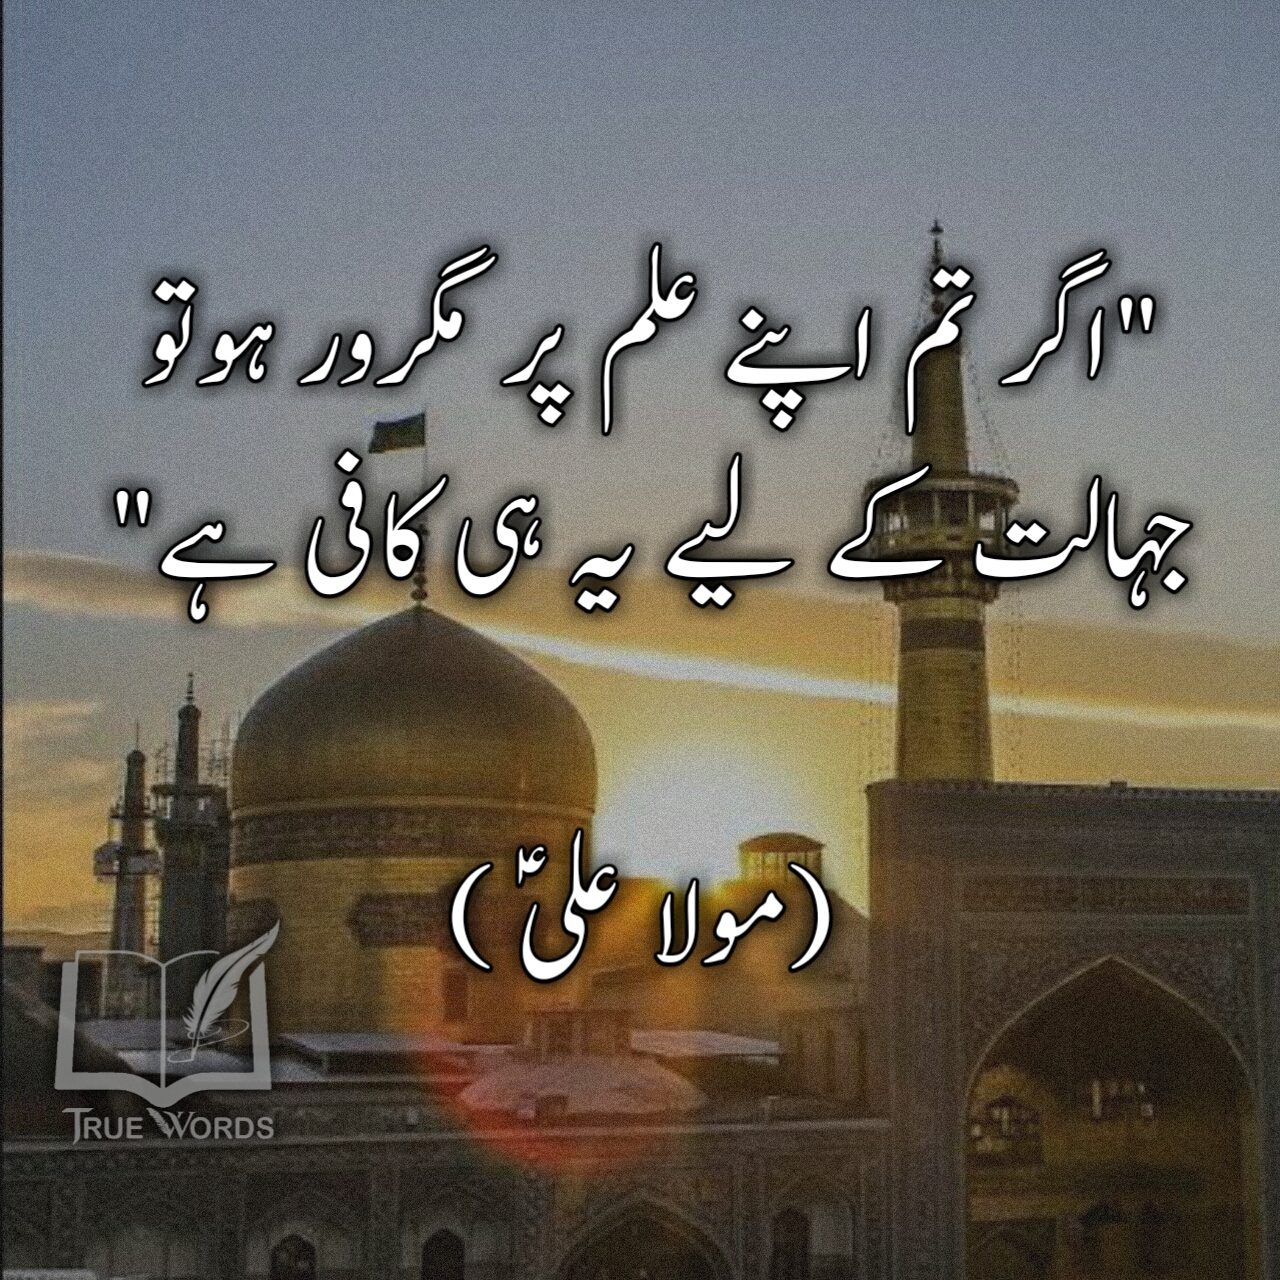 "اگر تم اپنے علم پر مگرور ہو تو
جہالت کے لیے یہ ہی کافی ہے"
(مولا علیؑ)
TRUE WORDS